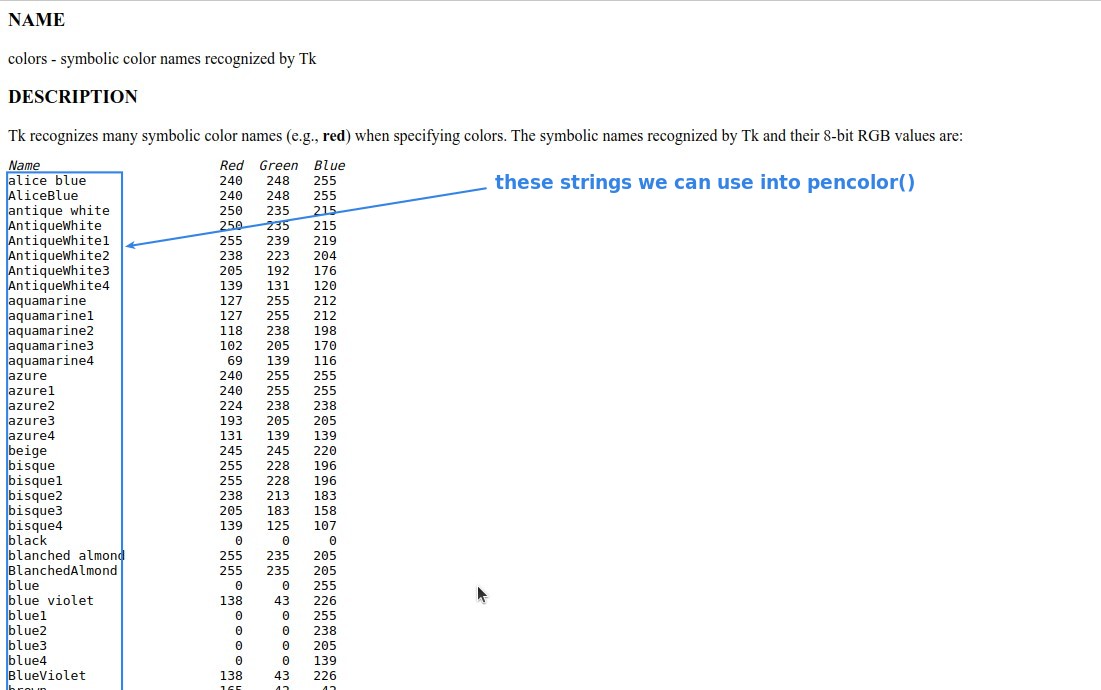 NAME
colors - symbolic color names recognized by Tk
DESCRIPTION
Tk recognizes many symbolic color names (e.g., red) when specifying colors. The symbolic names recognized by Tk and their 8-bit RGB values are:
Name Red Green Blue
alice blue 240 248 255
these strings we can use into pencolor()
AliceBlue 240 248 255
antique white 250 235 215
AntiqueWhite 250 235 215
AntiqueWhite1 255 239 219
AntiqueWhite2 238 223 204
AntiqueWhite3 205 192 176
AntiqueWhite4 139 131 120
aquamarine 127 255 212
aquamarine1 127 255 212
aquamarine2 118 238 198
aquamarine3 102 205 170
aquamarine4 69 139 116
azure 240 255 255
azure1 240 255 255
azure2 224 238 238
azure3 193 205 205
azure4 131 139 139
beige 245 245 220
bisque 255 228 196
bisque1 255 228 196
bisque2 238 213 183
bisque3 205 183 158
bisque4 139 125 107
black 0 0 0
blanched almond 255 235 205
BlanchedAlmond 255 235 205
blue 0 0 255
blue violet 138 43 226
blue1 0 0 255
blue2 0 0 238
blue3 0 0 205
blue4 0 0 139
BlueViolet 138 43 226
brown 165 42 42